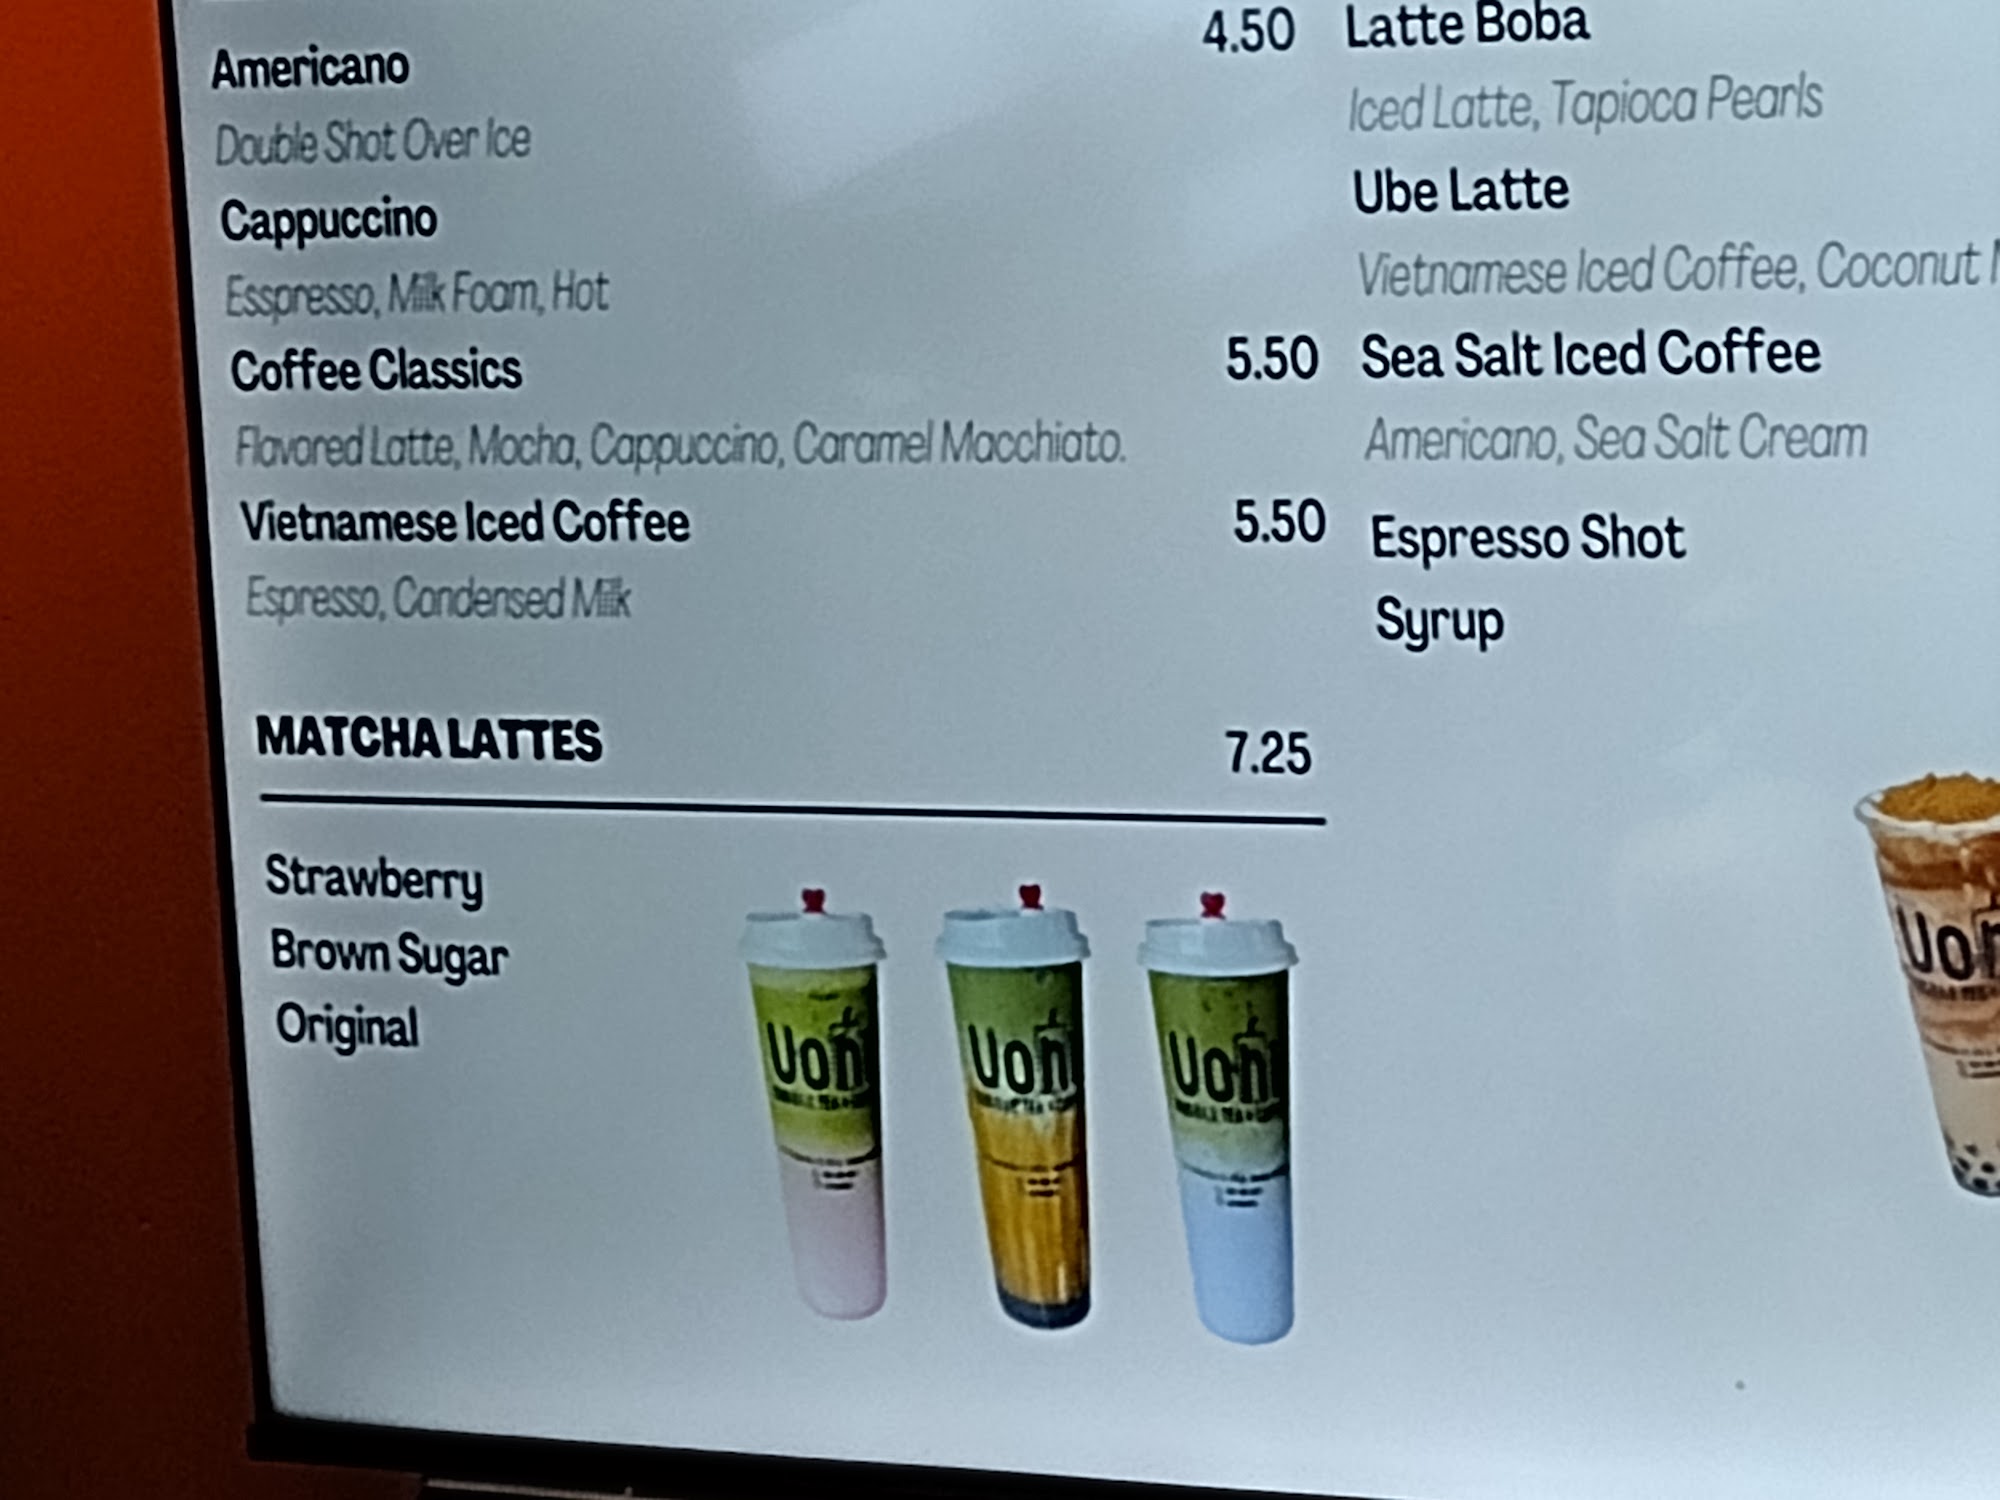 Americano 4.50
Double Shot Over Ice
Cappuccino
Esspresso, Milk Foam, Hot
Coffee Classics 5.50
Flavored Latte, Mocha, Cappuccino, Caramel Macchiato.
Vietnamese Iced Coffee 5.50
Espresso, Condensed Milk
MATCHA LATTES 7.25
Strawberry
Brown Sugar
Original
Latte Boba
Iced Latte, Tapioca Pearls
Ube Latte
Vietnamese Iced Coffee, Coconut
Sea Salt Iced Coffee
Americano, Sea Salt Cream
Espresso Shot
Syrup